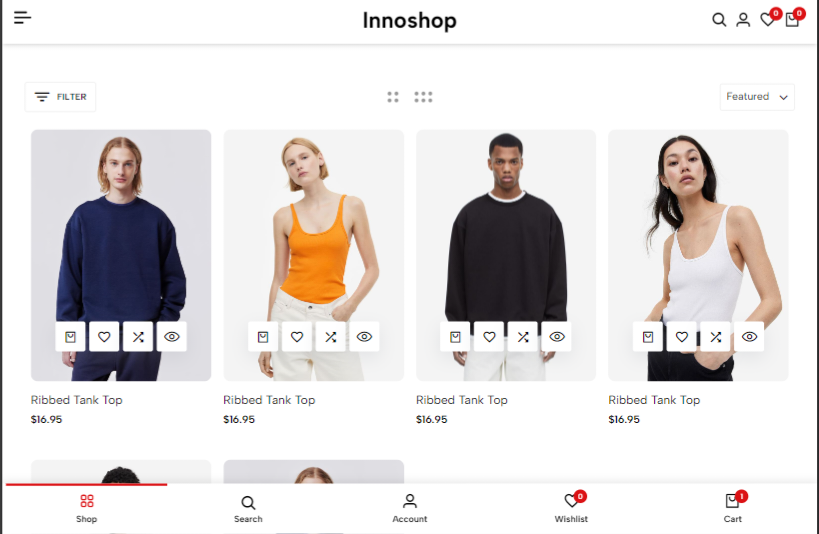 Innoshop
0
0
FILTER
Featured
Ribbed Tank Top
Ribbed Tank Top
Ribbed Tank Top
Ribbed Tank Top
$16.95
$16.95
$16.95
$16.95
0
1
Shop
Search
Account
Wishlist
Cart